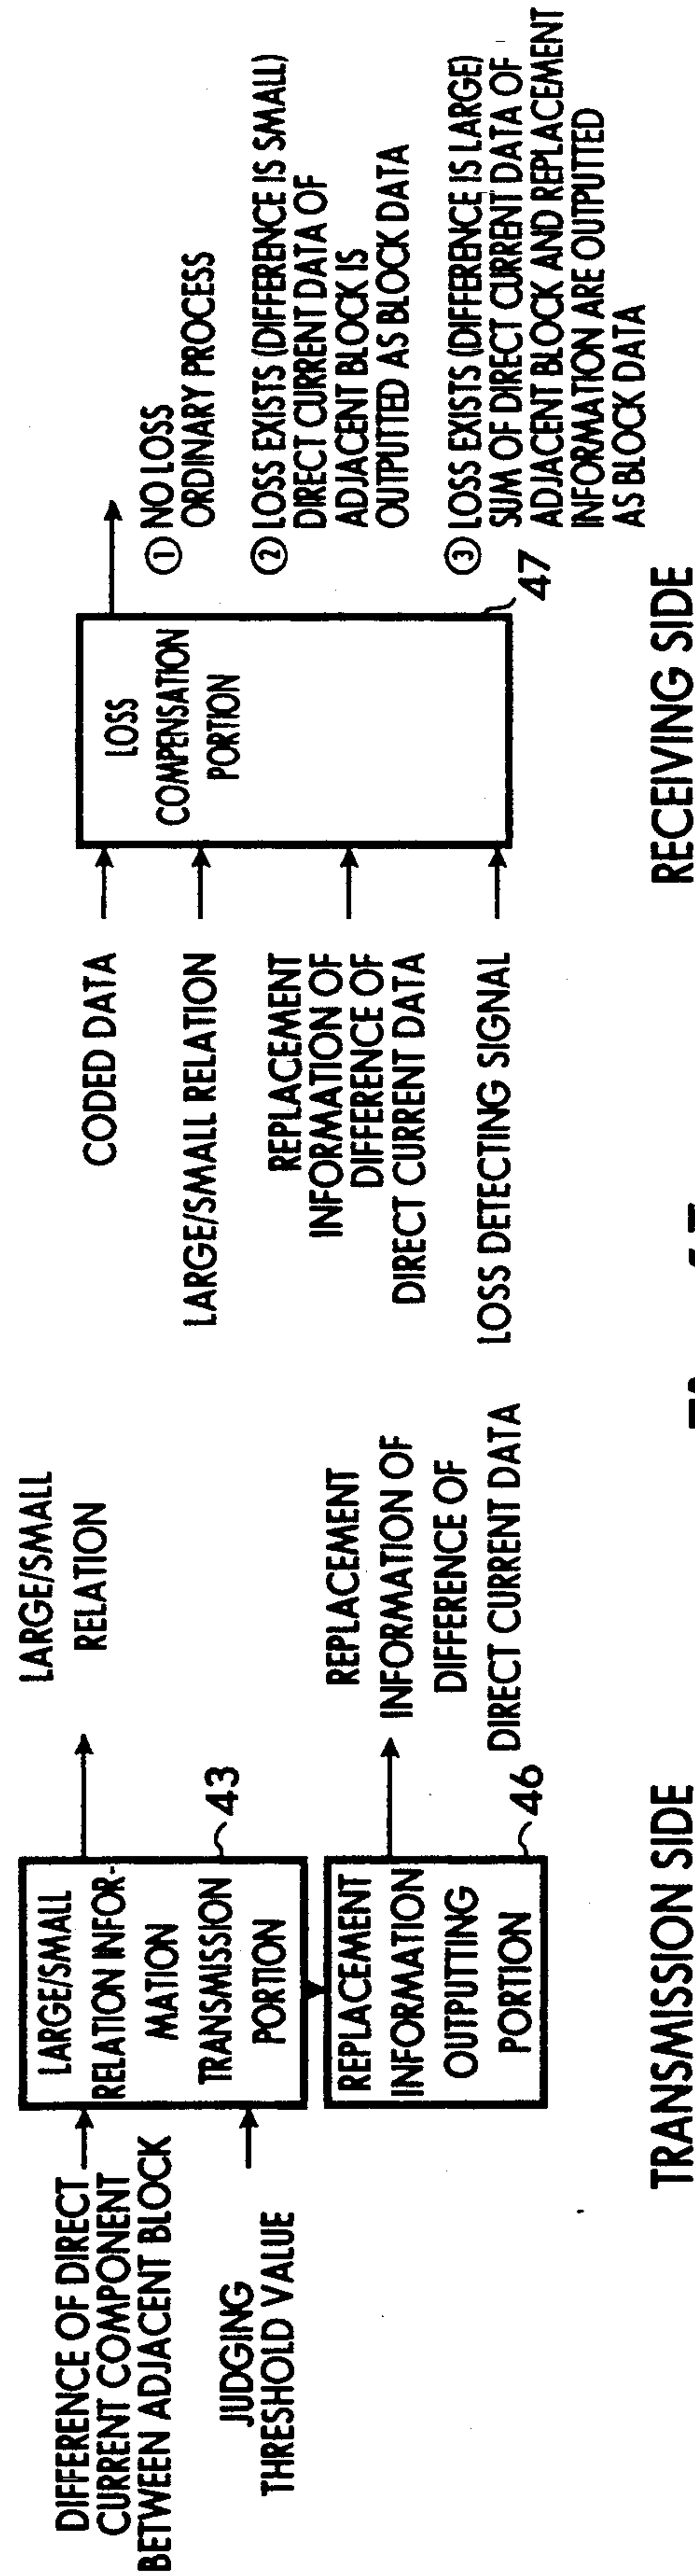 DIFFERENCE OF DIRECT
CURRENT COMPONENT
BETWEEN ADJACENT BLOCK
JUDGING
THRESHOLD VALUE
LARGE/SMALL
RELATION INFOR-
MATION
TRANSMISSION
PORTION
43
REPLACEMENT
INFORMATION
OUTPUTTING
PORTION
46
LARGE/SMALL
RELATION
REPLACEMENT
INFORMATION OF
DIFFERENCE OF
DIRECT CURRENT DATA
TRANSMISSION SIDE
CODED DATA
LARGE/SMALL RELATION
REPLACEMENT
INFORMATION OF
DIFFERENCE OF
DIRECT CURRENT DATA
LOSS DETECTING SIGNAL
LOSS
COMPENSATION
PORTION
47
① NO LOSS
ORDINARY PROCESS
② LOSS EXISTS (DIFFERENCE IS SMALL)
DIRECT CURRENT DATA OF
ADJACENT BLOCK IS
OUTPUTTED AS BLOCK DATA
③ LOSS EXISTS (DIFFERENCE IS LARGE)
SUM OF DIRECT CURRENT DATA OF
ADJACENT BLOCK AND REPLACEMENT
INFORMATION ARE OUTPUTTED
AS BLOCK DATA
RECEIVING SIDE